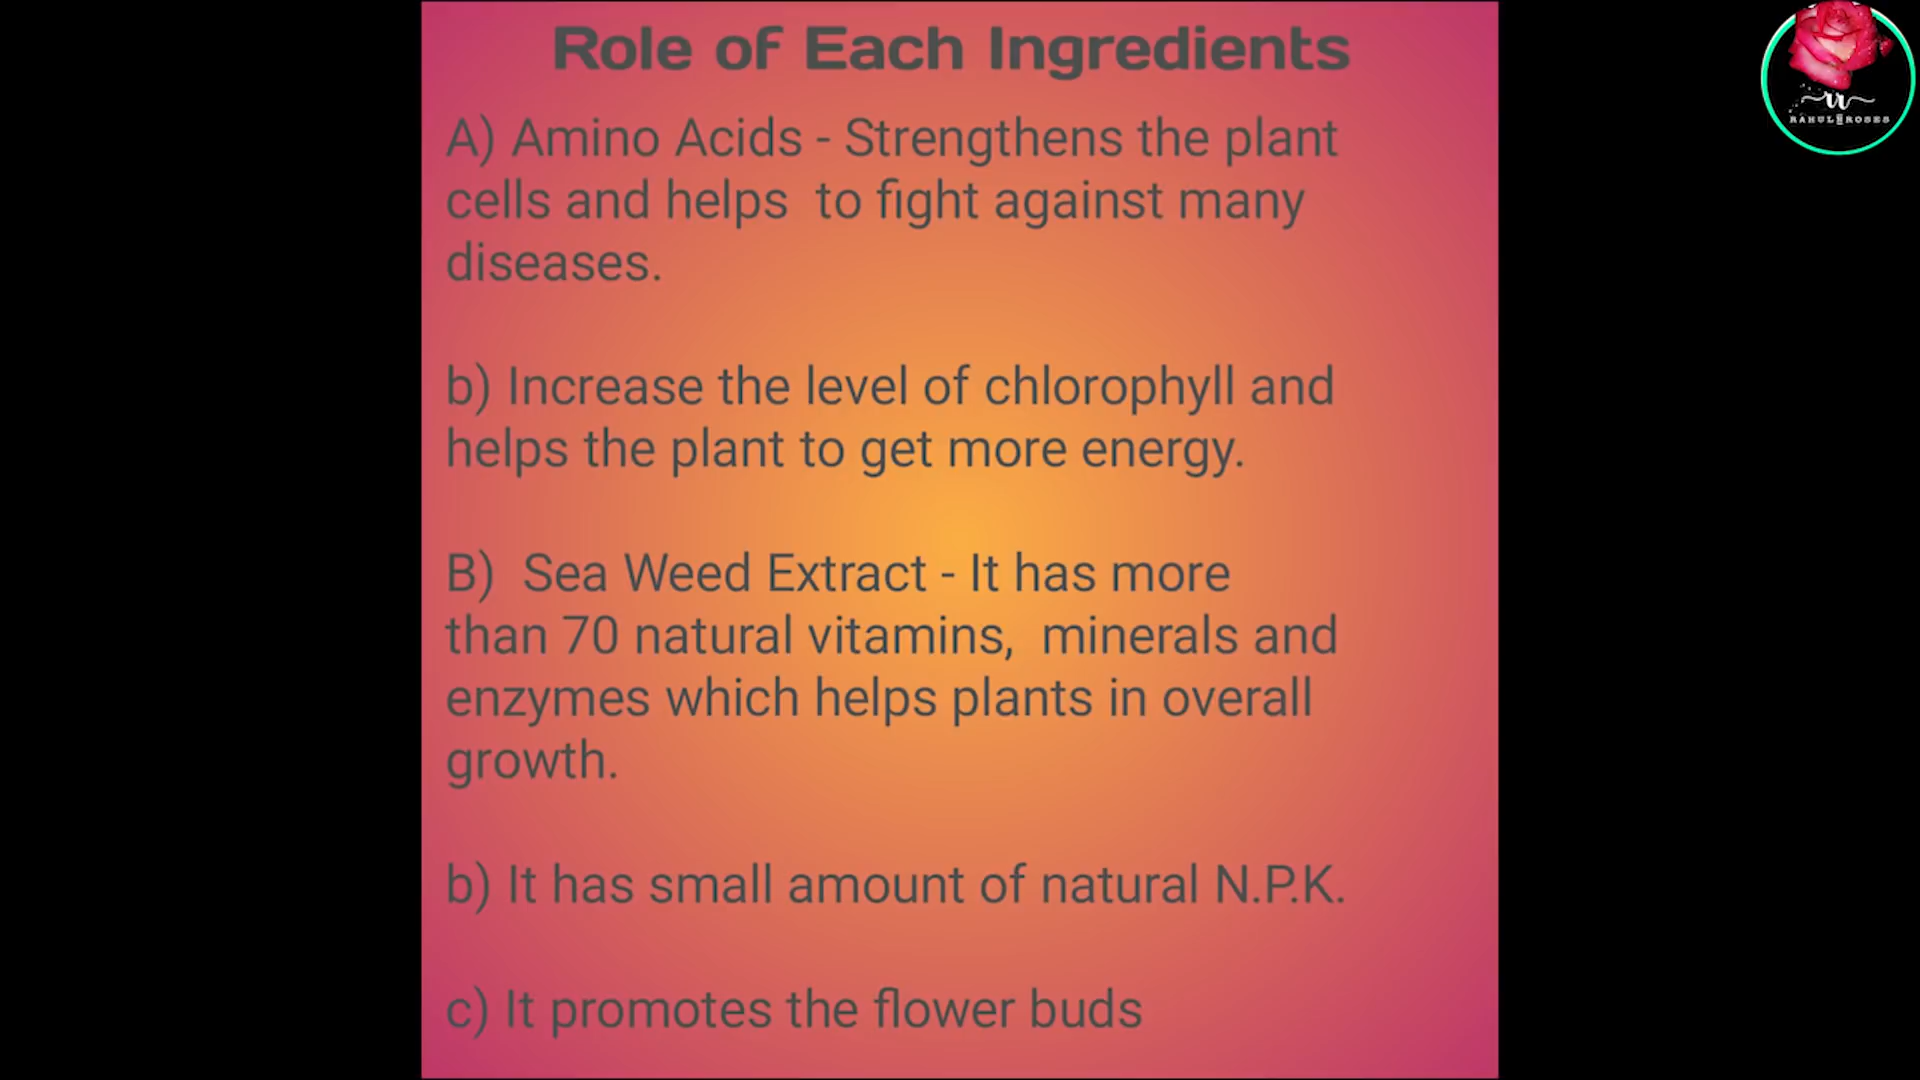 Role of Each Ingredients
A) Amino Acids - Strengthens the plant
cells and helps  to fight against many
diseases.
b) Increase the level of chlorophyll and
helps the plant to get more energy.
B)  Sea Weed Extract - It has more
than 70 natural vitamins,  minerals and
enzymes which helps plants in overall
growth.
b) It has small amount of natural N.P.K.
c) It promotes the flower buds
rr
RAHUL ROSES